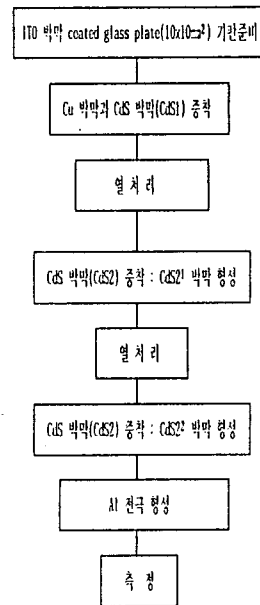 ITO 박막 coated glass plate(10x10㎜²) 기판준비
Cu 박막과 CdS 박막(CdS1) 증착
열 처 리
CdS 박막(CdS2) 증착 : CdS2¹ 박막 형성
열 처 리
CdS 박막(CdS2) 증착 : CdS2² 박막 형성
Al 전극 형성
측 정